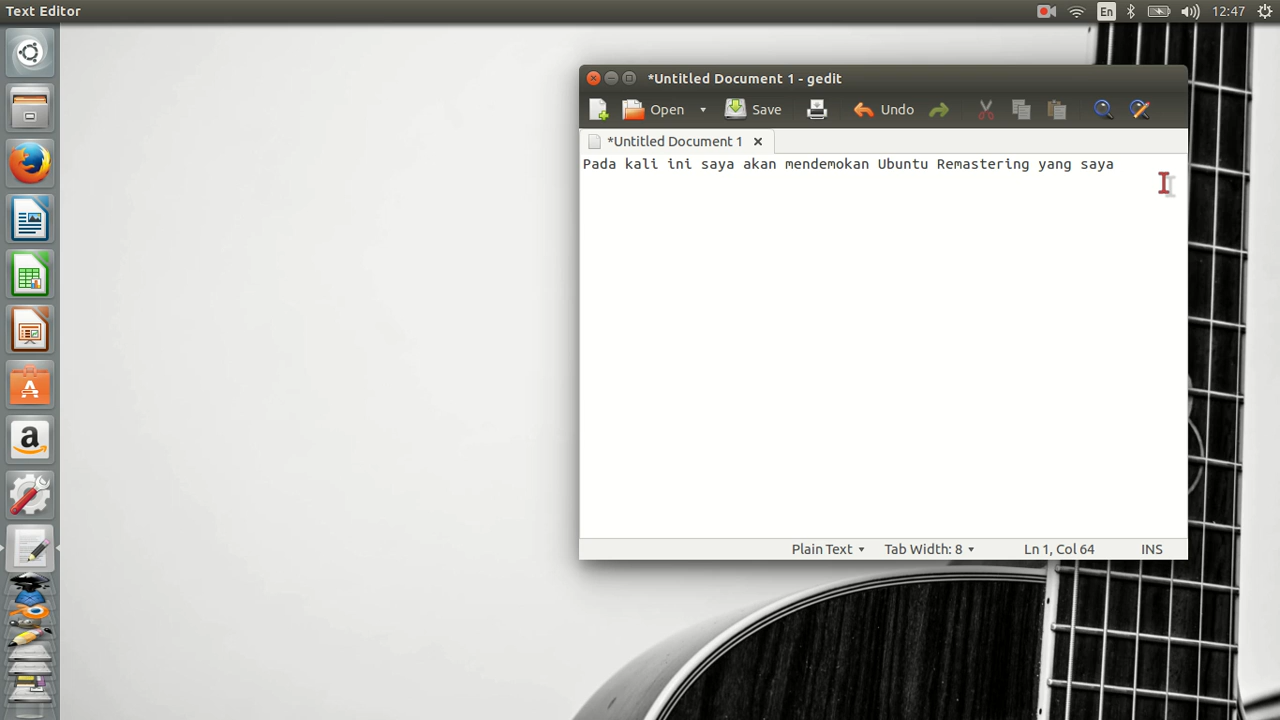 Text Editor
En
12:47
*Untitled Document 1 - gedit
Open
Save
Undo
*Untitled Document 1
Pada kali ini saya akan mendemokan Ubuntu Remastering yang saya
Plain Text
Tab Width: 8
Ln 1, Col 64
INS